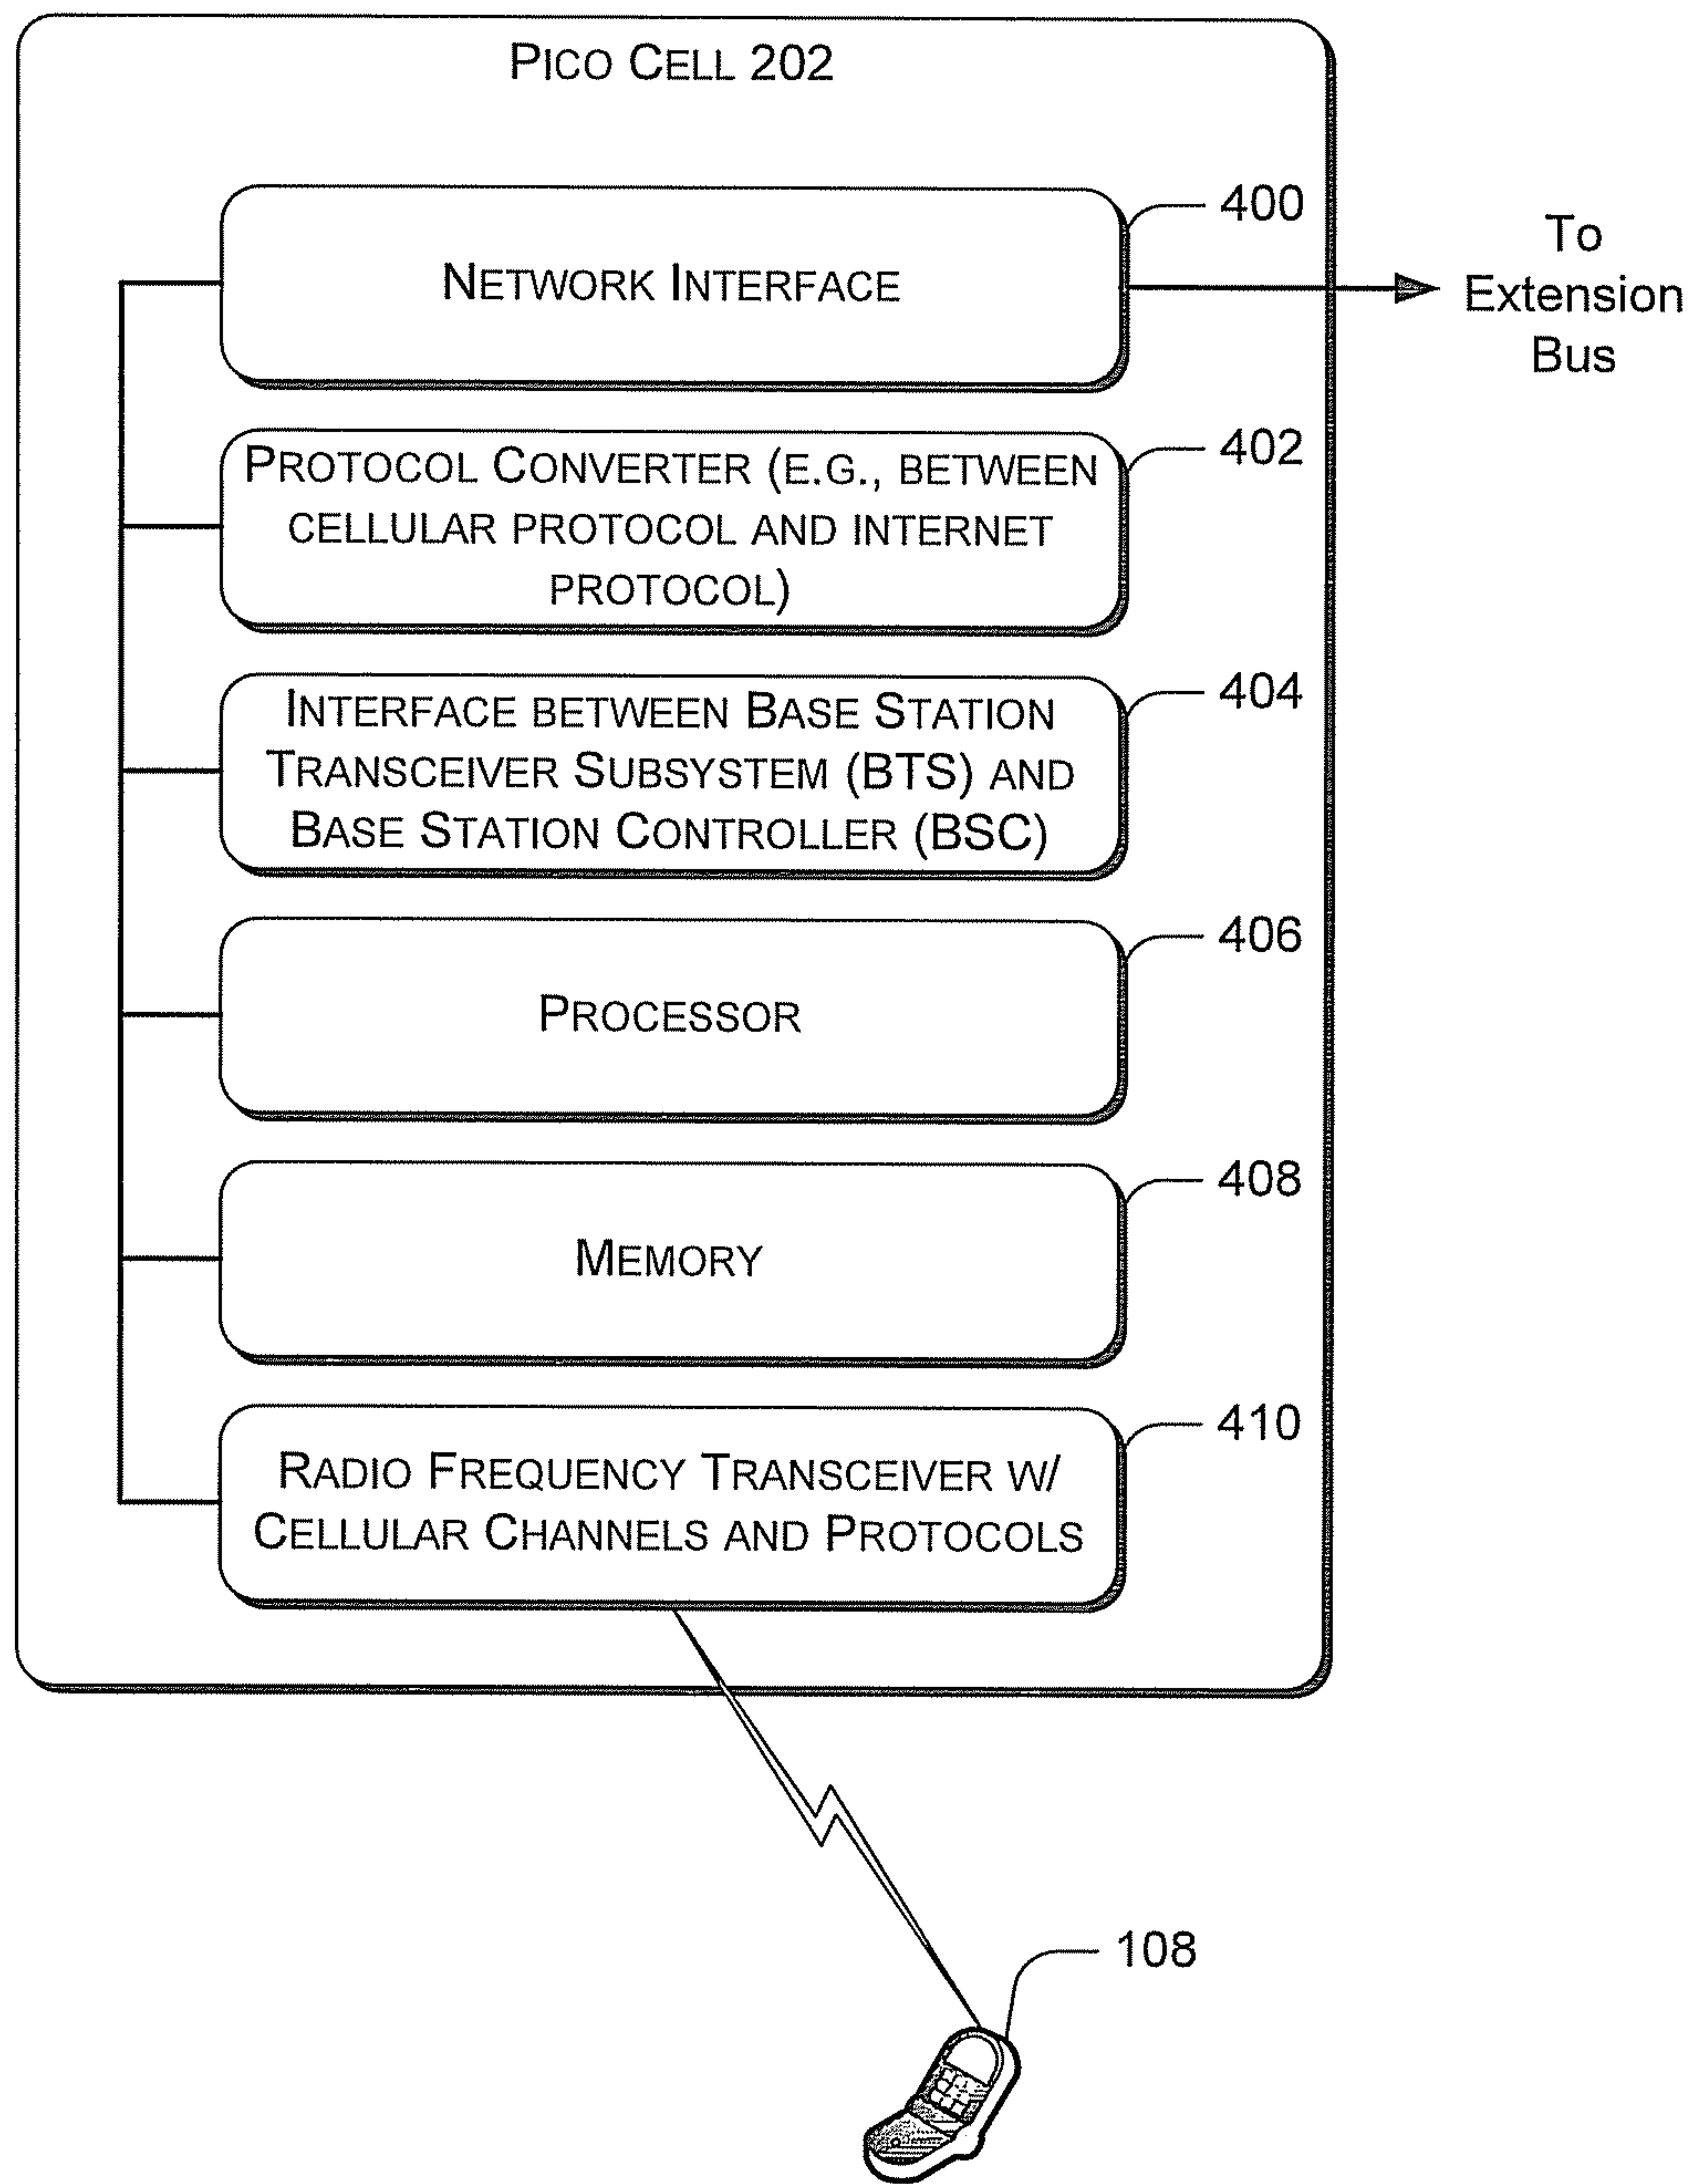 PICO CELL 202
400
NETWORK INTERFACE
To
Extension
Bus
402
PROTOCOL CONVERTER (E.G., BETWEEN
CELLULAR PROTOCOL AND INTERNET
PROTOCOL)
404
INTERFACE BETWEEN BASE STATION
TRANSCEIVER SUBSYSTEM (BTS) AND
BASE STATION CONTROLLER (BSC)
406
PROCESSOR
408
MEMORY
410
RADIO FREQUENCY TRANSCEIVER W/
CELLULAR CHANNELS AND PROTOCOLS
108